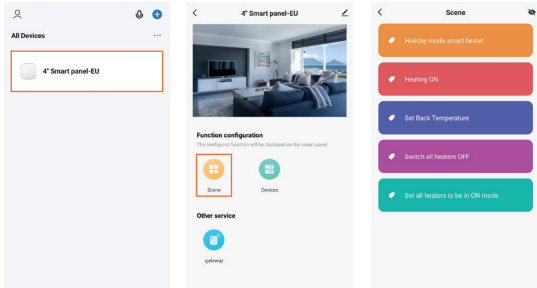 All Devices
4" Smart panel-EU
4" Smart panel-EU
Function configuration
The configured function will be displayed on the smart panel
Scene
Devices
Other service
gateway
Scene
Holiday mode smart heater
Heating ON
Set Back Temperature
Switch all heaters OFF
Set all heaters to be in ON mode